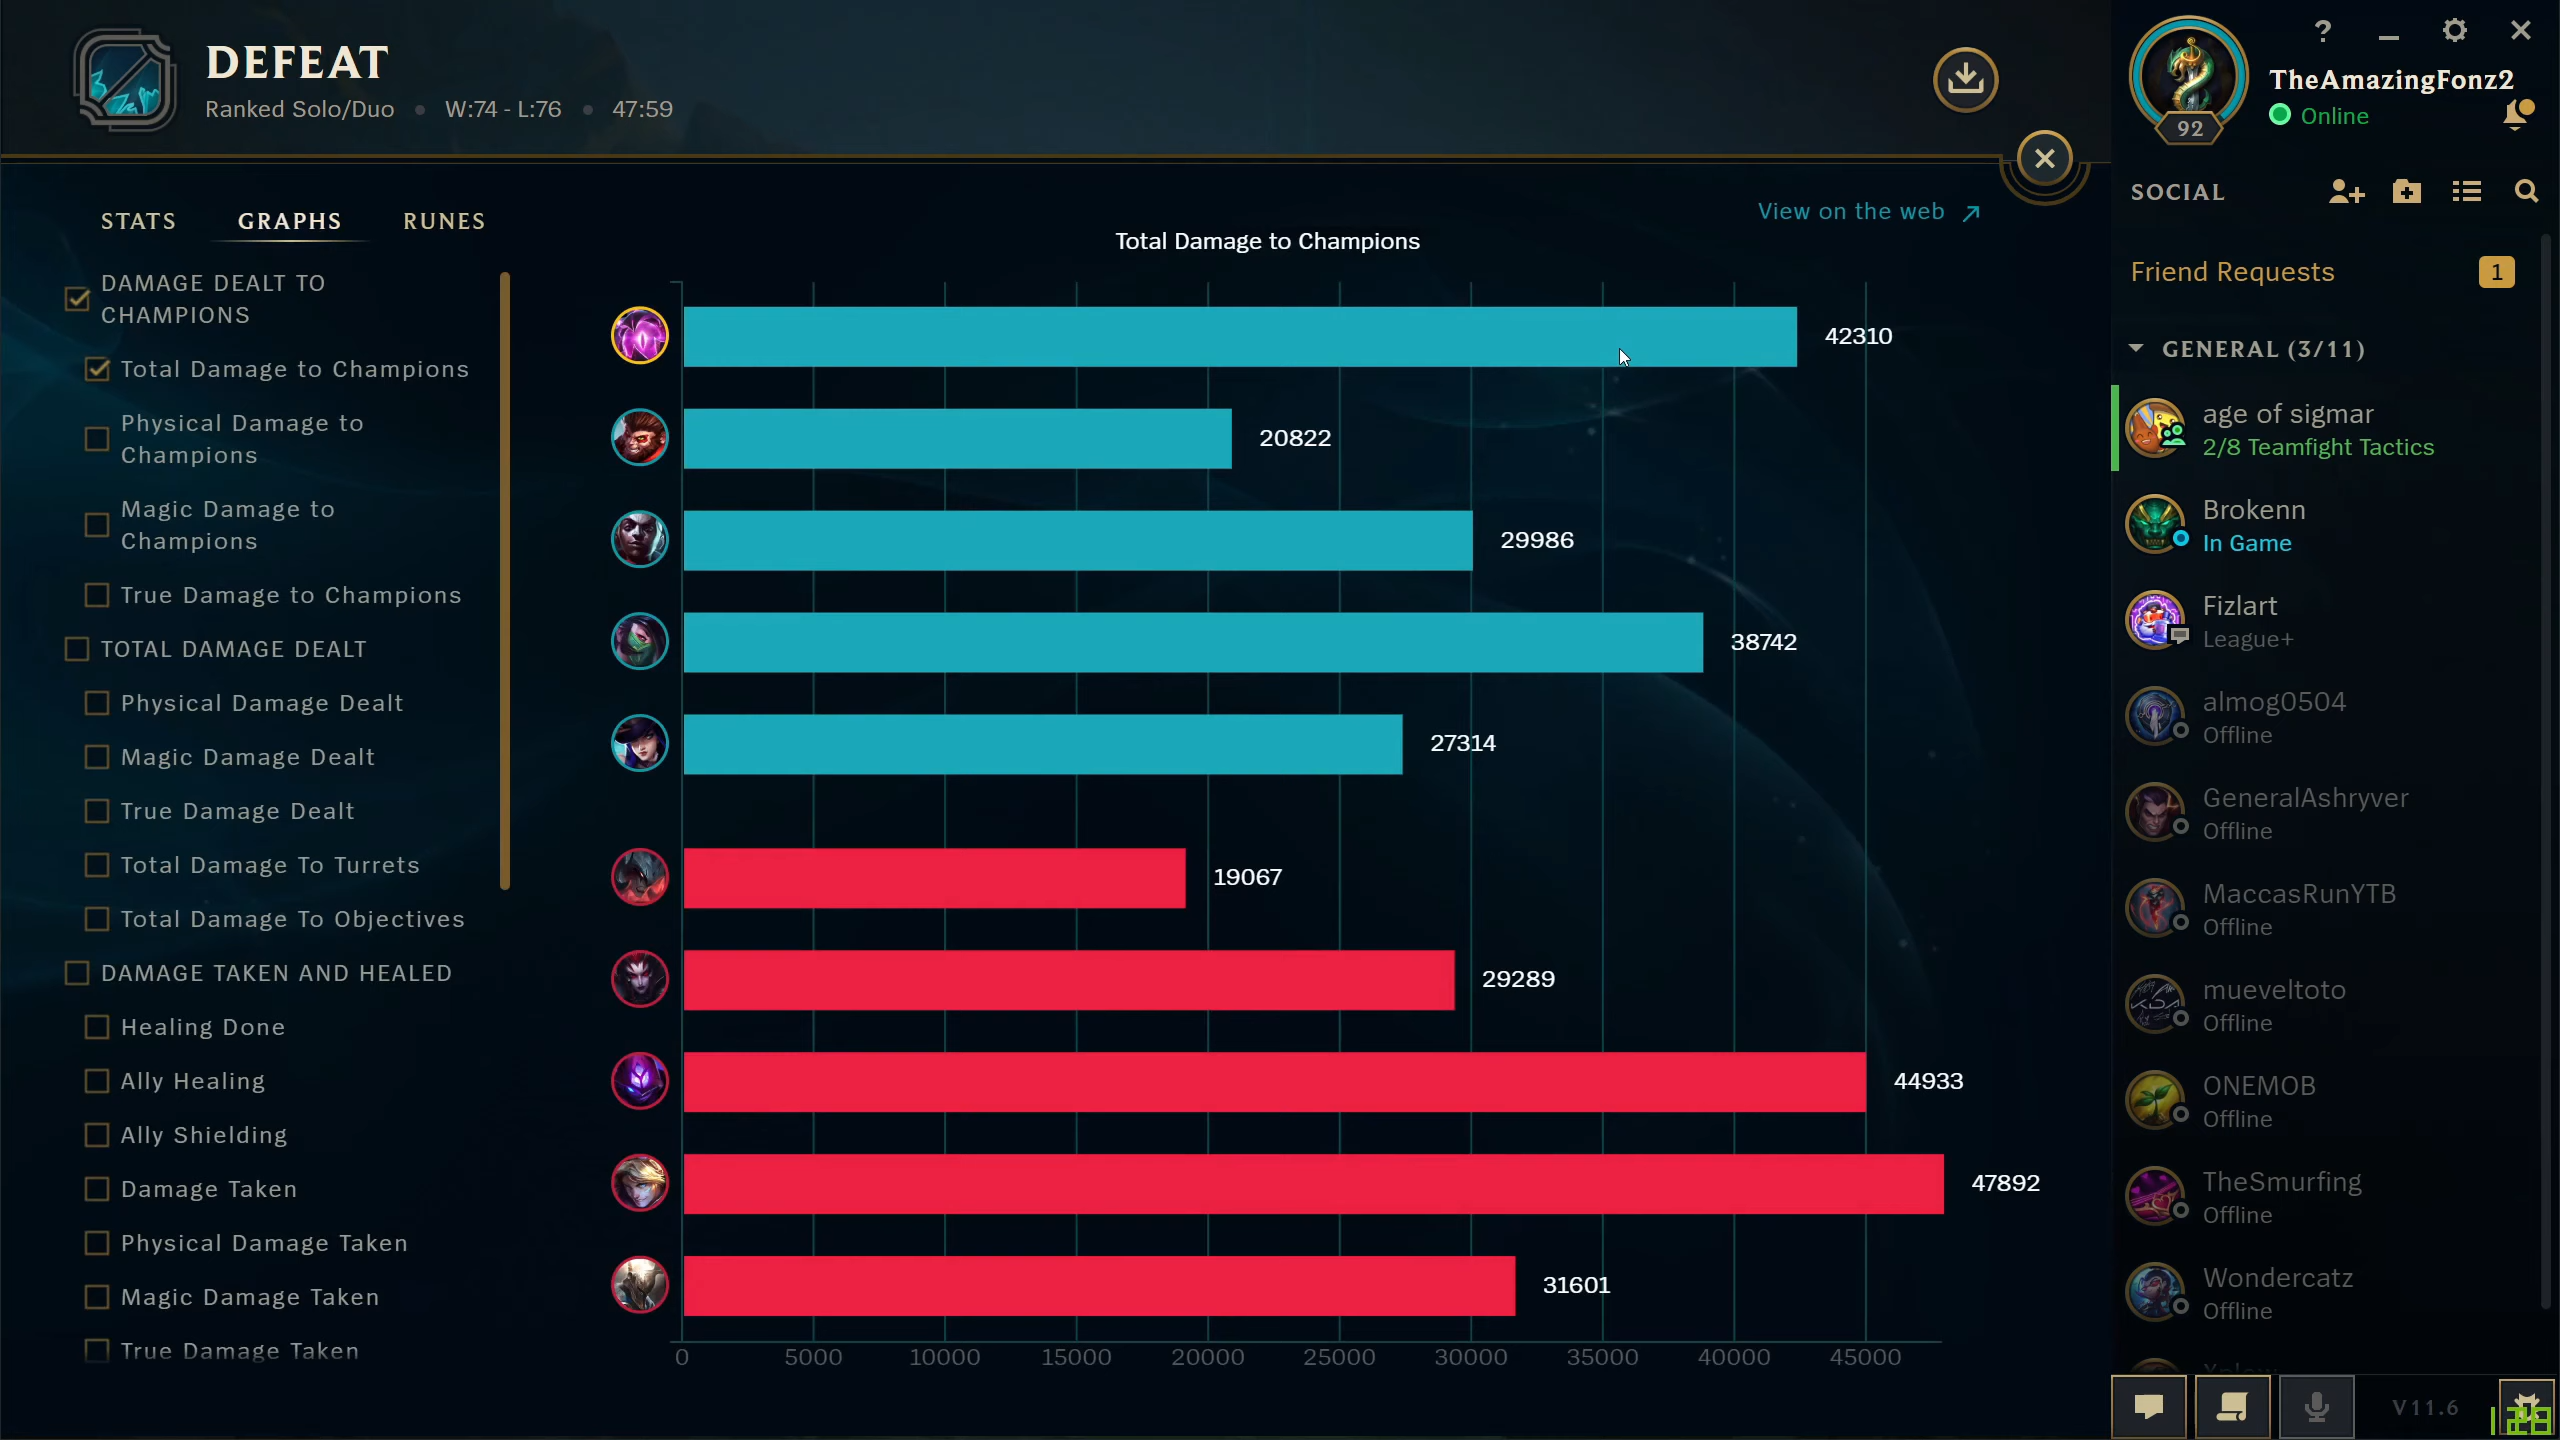 DEFEAT
Ranked Solo/Duo • W:74 - L:76 • 47:59
STATS GRAPHS RUNES
View on the web
Total Damage to Champions
DAMAGE DEALT TO
CHAMPIONS
Total Damage to Champions
Physical Damage to
Champions
Magic Damage to
Champions
True Damage to Champions
TOTAL DAMAGE DEALT
Physical Damage Dealt
Magic Damage Dealt
True Damage Dealt
Total Damage To Turrets
Total Damage To Objectives
DAMAGE TAKEN AND HEALED
Healing Done
Ally Healing
Ally Shielding
Damage Taken
Physical Damage Taken
Magic Damage Taken
True Damage Taken
42310
20822
29986
38742
27314
19067
29289
44933
47892
31601
0 5000 10000 15000 20000 25000 30000 35000 40000 45000
?
92
TheAmazingFonz2
Online
SOCIAL
Friend Requests 1
GENERAL (3/11)
age of sigmar
2/8 Teamfight Tactics
Brokenn
In Game
Fizlart
League+
almog0504
Offline
GeneralAshryver
Offline
MaccasRunYTB
Offline
mueveltoto
Offline
ONEMOB
Offline
TheSmurfing
Offline
Wondercatz
Offline
V11.6
128